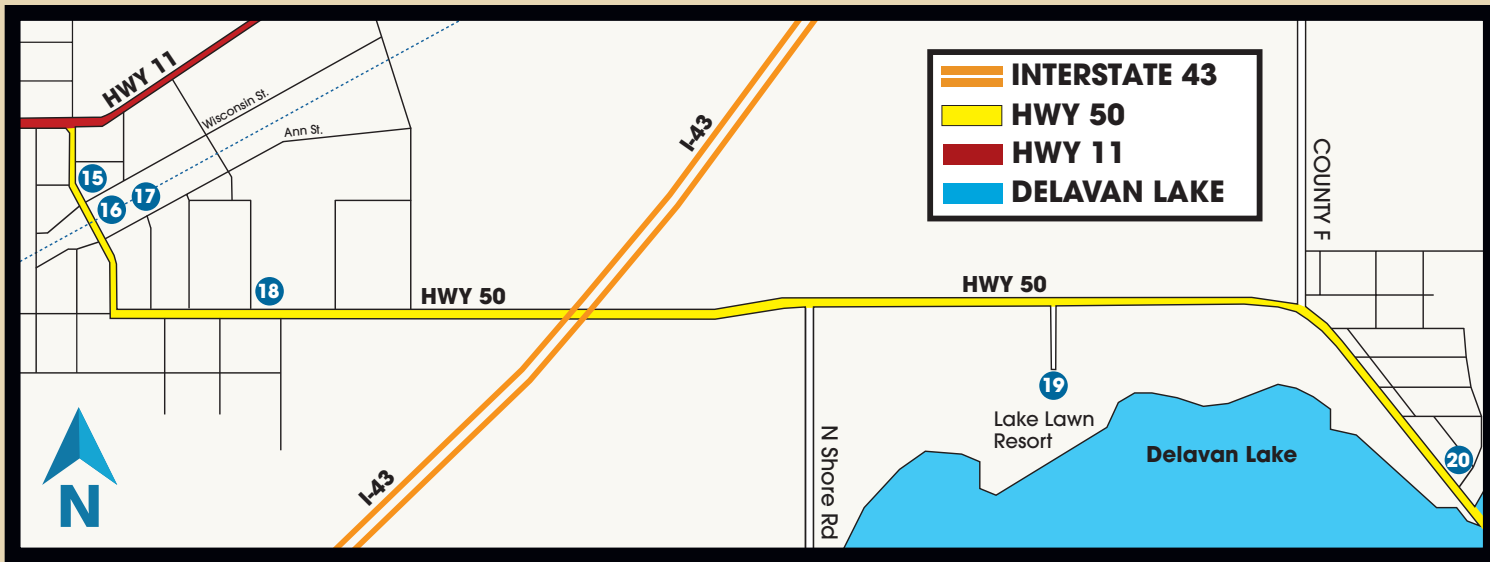 HWY 11
Wisconsin St.
Ann St.
15
16
17
18
HWY 50
I-43
I-43
INTERSTATE 43
HWY 50
HWY 11
DELAVAN LAKE
COUNTY F
HWY 50
19
Lake Lawn
Resort
N Shore Rd
Delavan Lake
20
N